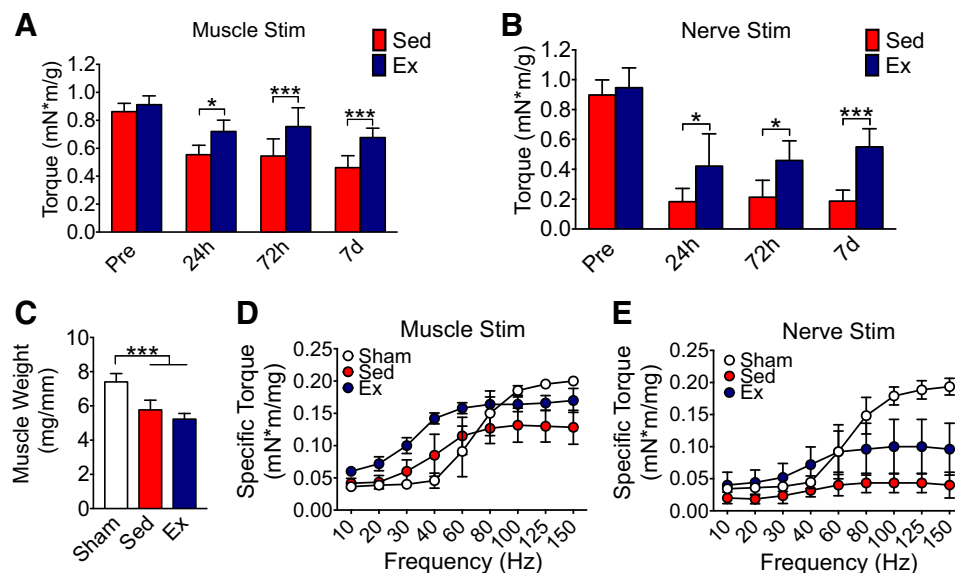 A
Muscle Stim
Sed
Ex
Torque (mN*m/g)
1.2
1.0
0.8
0.6
0.4
0.2
0.0
*
***
***
Pre
24h
72h
7d
B
Nerve Stim
Sed
Ex
Torque (mN*m/g)
1.2
1.0
0.8
0.6
0.4
0.2
0.0
*
*
***
Pre
24h
72h
7d
C
Muscle Weight
(mg/mm)
10
8
6
4
2
0
***
Sham
Sed
Ex
D
Muscle Stim
Sham
Sed
Ex
Specific Torque
(mN*m/mg)
0.25
0.20
0.15
0.10
0.05
0.00
10
20
30
40
60
80
100
125
150
Frequency (Hz)
E
Nerve Stim
Sham
Sed
Ex
Specific Torque
(mN*m/mg)
0.25
0.20
0.15
0.10
0.05
0.00
10
20
30
40
60
80
100
125
150
Frequency (Hz)